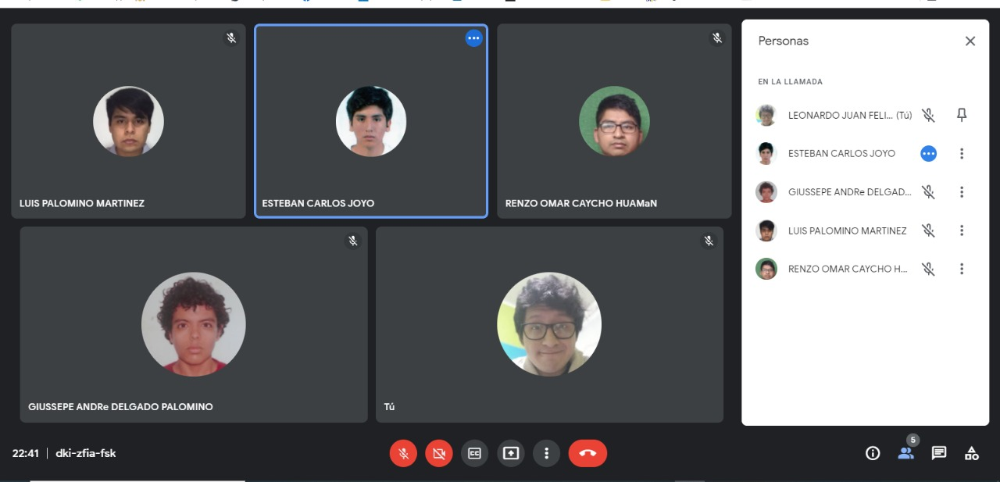 LUIS PALOMINO MARTINEZ
ESTEBAN CARLOS JOYO
RENZO OMAR CAYCHO HUAMaN
GIUSSEPE ANDRe DELGADO PALOMINO
Tú
Personas
EN LA LLAMADA
LEONARDO JUAN FELI... (Tú)
ESTEBAN CARLOS JOYO
GIUSSEPE ANDRe DELGAD...
LUIS PALOMINO MARTINEZ
RENZO OMAR CAYCHO H...
22:41 | dki-zfia-fsk
CC
5